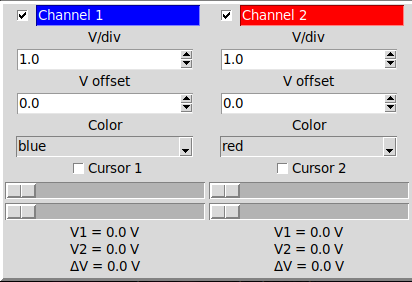 Channel 1 Channel 2
V/div V/div
1.0 1.0
V offset V offset
0.0 0.0
Color Color
blue red
Cursor 1 Cursor 2
V1 = 0.0 V V1 = 0.0 V
V2 = 0.0 V V2 = 0.0 V
ΔV = 0.0 V ΔV = 0.0 V